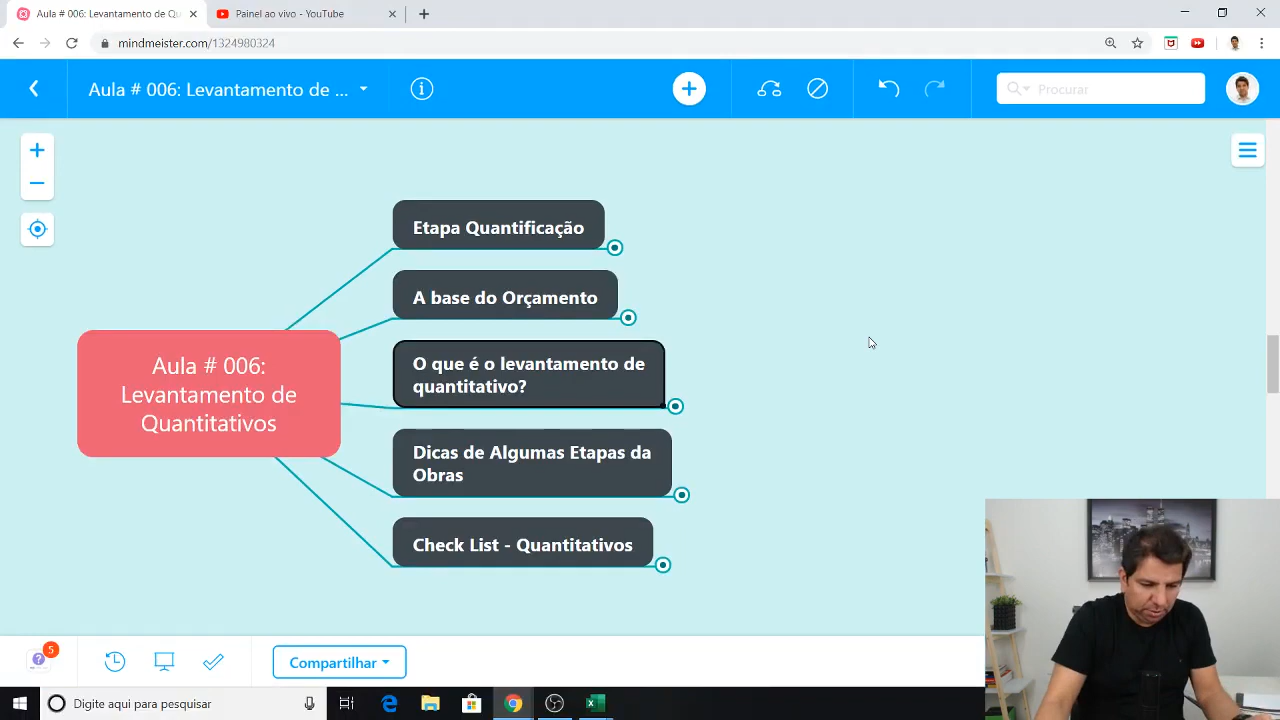 Aula # 006: Levantamento de Qu
Painel ao vivo - YouTube
mindmeister.com/1324980324
Aula # 006: Levantamento de ...
Procurar
Etapa Quantificação
A base do Orçamento
O que é o levantamento de
quantitativo?
Aula # 006:
Levantamento de
Quantitativos
Dicas de Algumas Etapas da
Obras
Check List - Quantitativos
5
Compartilhar
Digite aqui para pesquisar